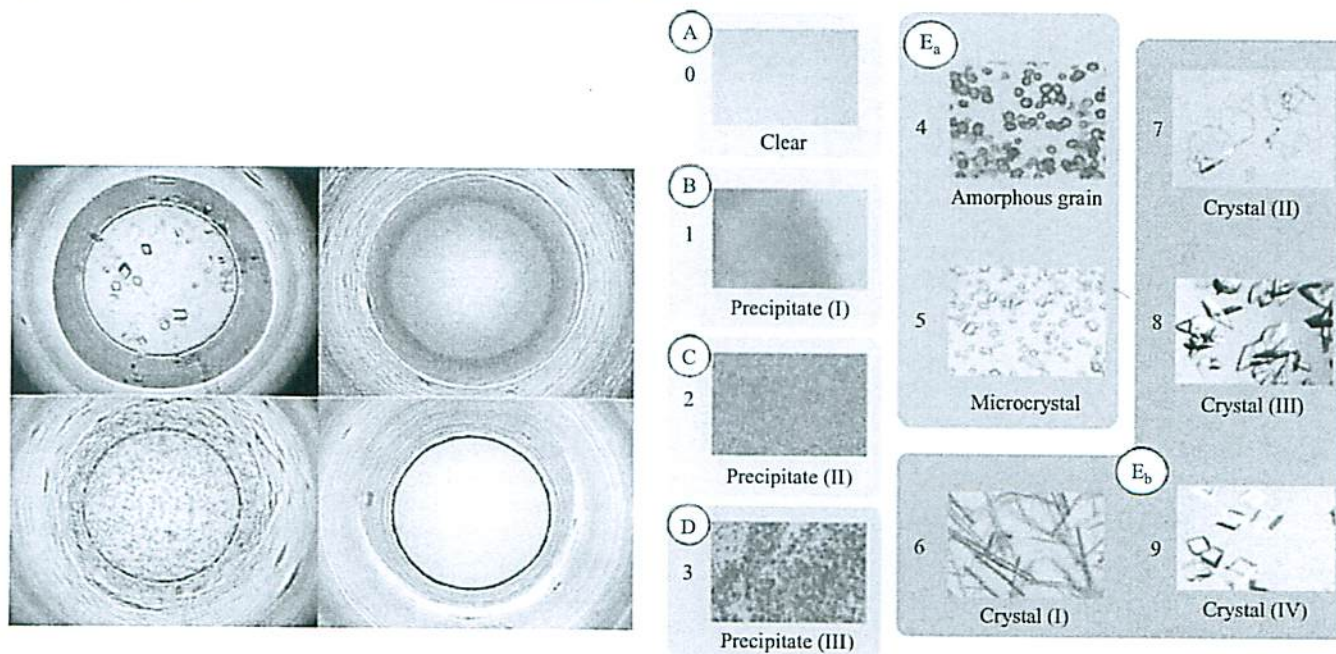 A
0
Clear
B
1
Precipitate (I)
C
2
Precipitate (II)
D
3
Precipitate (III)
Ea
4
Amorphous grain
5
Microcrystal
6
Crystal (I)
7
Crystal (II)
8
Crystal (III)
Eb
9
Crystal (IV)